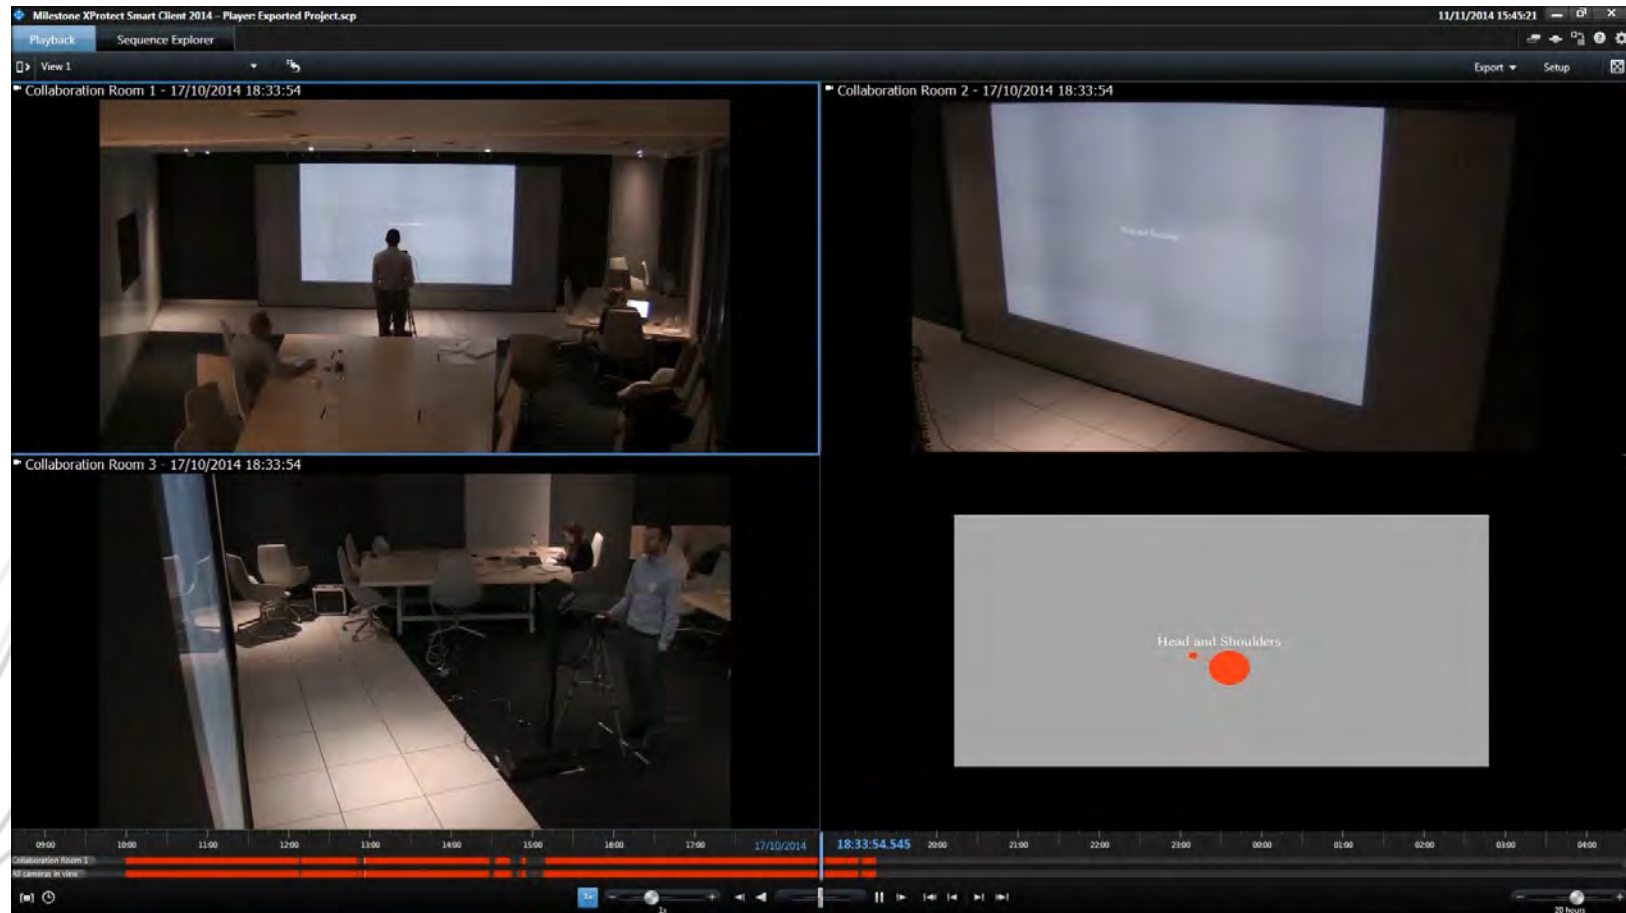 Milestone XProtect Smart Client 2014 - Player: Exported Project.scp
11/11/2014 15:45:21
Playback
Sequence Explorer
View 1
Export
Setup
Collaboration Room 1 - 17/10/2014 18:33:54
Collaboration Room 2 - 17/10/2014 18:33:54
Head and Shoulders
Collaboration Room 3 - 17/10/2014 18:33:54
Head and Shoulders
09:00 10:00 11:00 12:00 13:00 14:00 15:00 16:00 17:00 17/10/2014 18:33:54.545 20:00 21:00 22:00 23:00 00:00 01:00 02:00 03:00 04:00
Collaboration Room 1
All cameras in view
1x
1x
20 hours